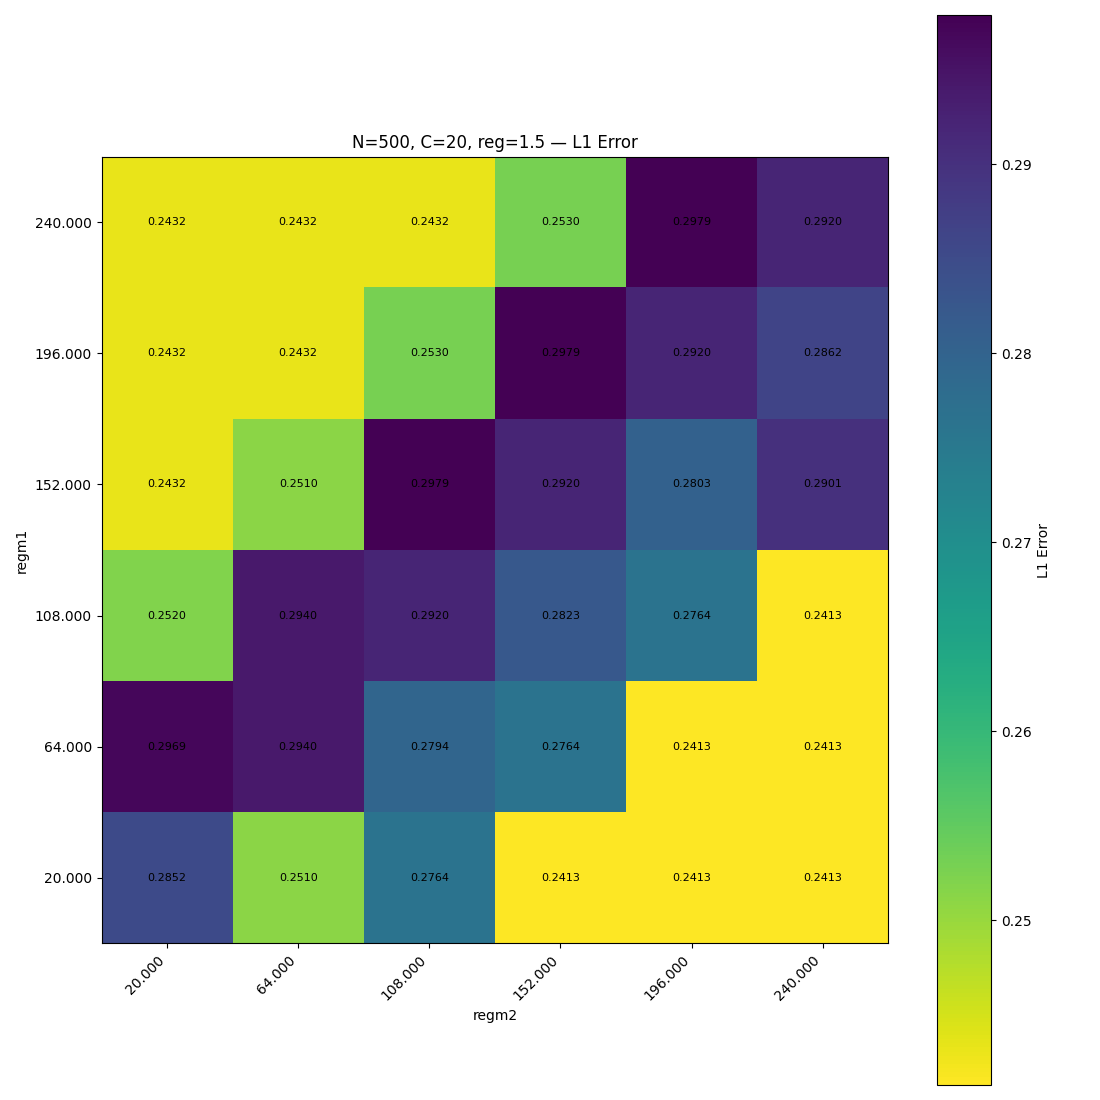 N=500, C=20, reg=1.5 — L1 Error
240.000 0.2432 0.2432 0.2432 0.2530 0.2979 0.2920
196.000 0.2432 0.2432 0.2530 0.2979 0.2920 0.2862
152.000 0.2432 0.2510 0.2979 0.2920 0.2803 0.2901
108.000 0.2520 0.2940 0.2920 0.2823 0.2764 0.2413
64.000 0.2969 0.2940 0.2794 0.2764 0.2413 0.2413
20.000 0.2852 0.2510 0.2764 0.2413 0.2413 0.2413
20.000 64.000 108.000 152.000 196.000 240.000
regm2
regm1
0.29
0.28
0.27
0.26
0.25
L1 Error